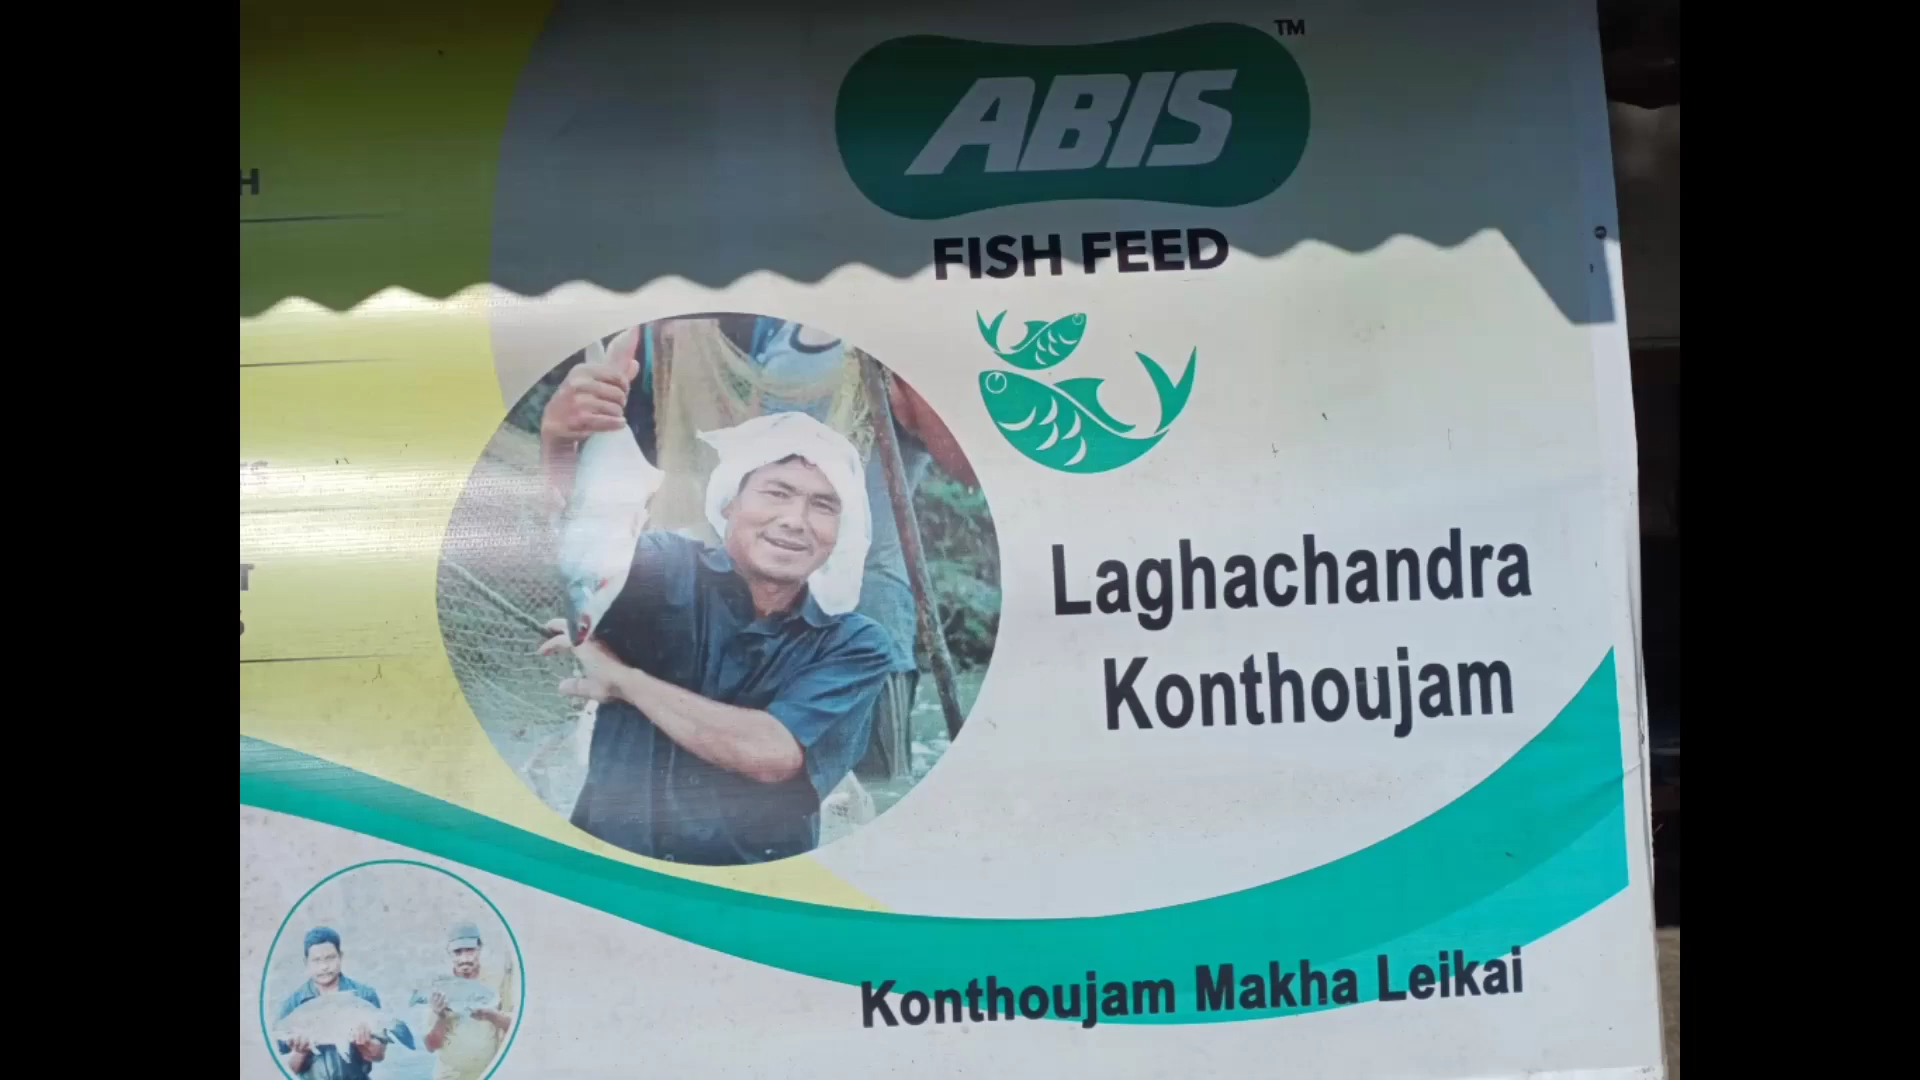 ABIS
TM
FISH FEED
Laghachandra
Konthoujam
Konthoujam Makha Leikai